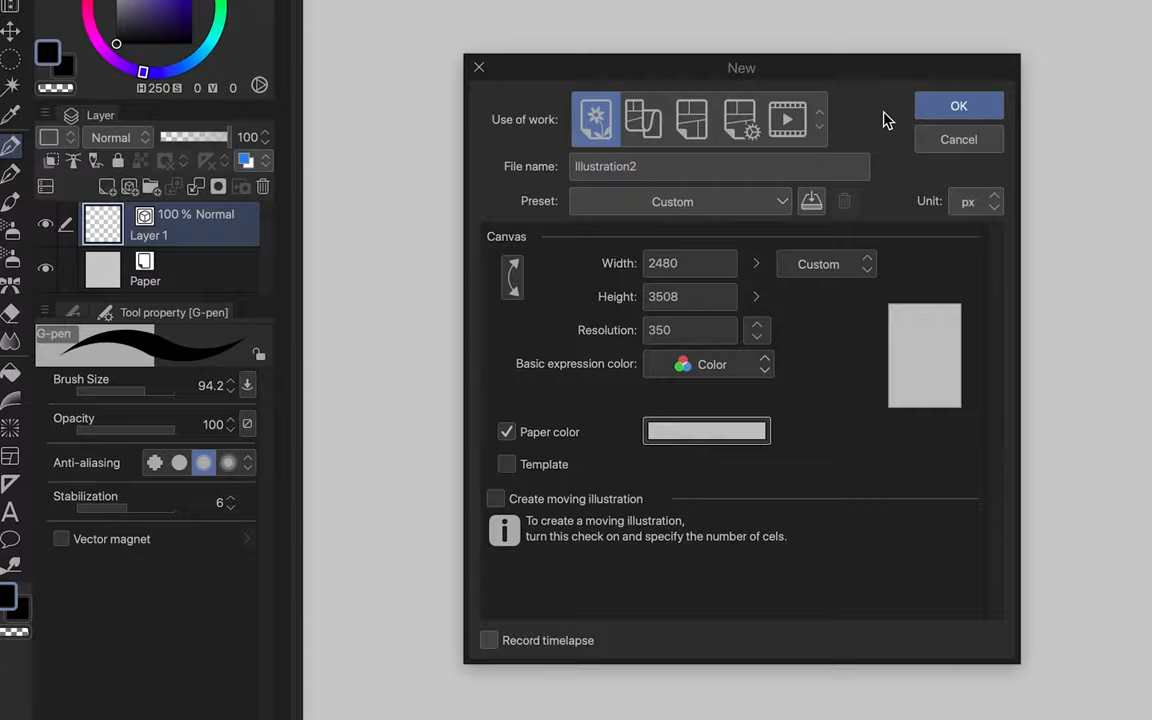 H 250 S 0 V 0
Layer
Normal 100
100 % Normal
Layer 1
Paper
Tool property [G-pen]
G-pen
Brush Size 94.2
Opacity 100
Anti-aliasing
Stabilization 6
Vector magnet
A
New
Use of work:
OK
Cancel
File name: Illustration2
Preset: Custom Unit: px
Canvas
Width: 2480 Custom
Height: 3508
Resolution: 350
Basic expression color: Color
Paper color
Template
Create moving illustration
To create a moving illustration,
turn this check on and specify the number of cels.
Record timelapse